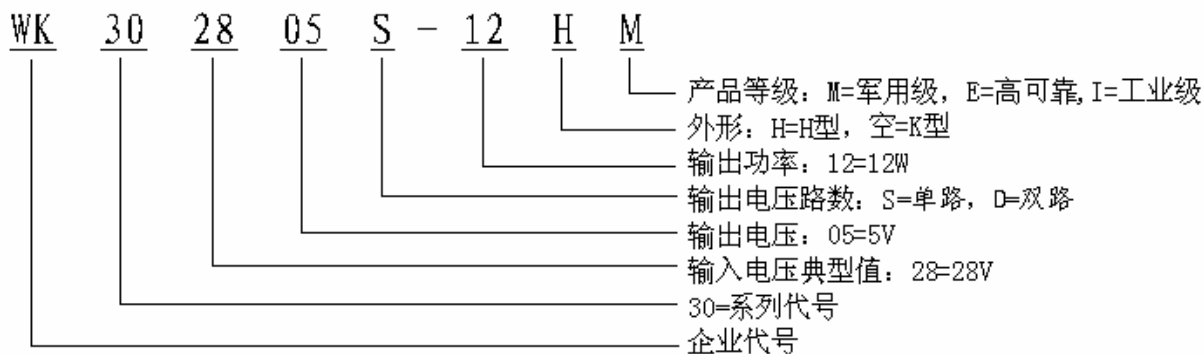 WK 30 28 05 S - 12 H M
产品等级：M=军用级，E=高可靠,I=工业级
外形：H=H型，空=K型
输出功率：12=12W
输出电压路数：S=单路，D=双路
输出电压：05=5V
输入电压典型值：28=28V
30=系列代号
企业代号